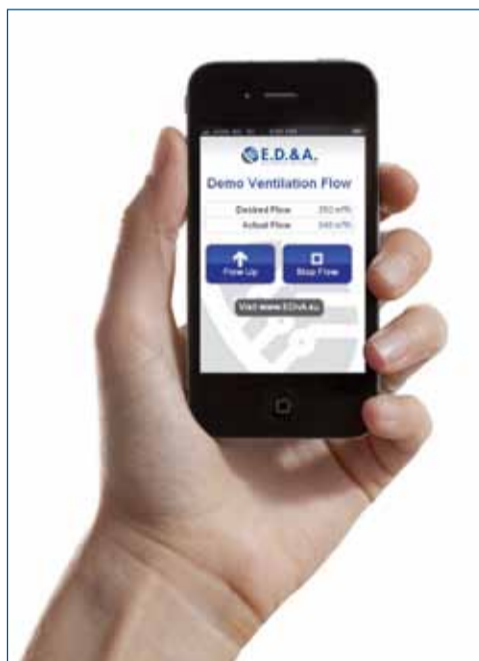 E.D.&A.
Demo Ventilation Flow
Desired Flow
Actual Flow
Flow Up Stop Flow
Visit www.EDnA.eu